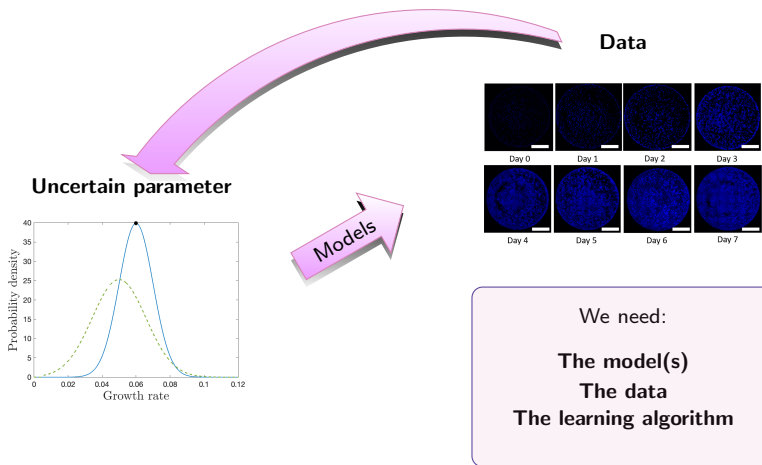 Data
Day 0
Day 1
Day 2
Day 3
Day 4
Day 5
Day 6
Day 7
Uncertain parameter
Models
Probability density
40
35
30
25
20
15
10
5
0
0 0.02 0.04 0.06 0.08 0.1 0.12
Growth rate
We need:
The model(s)
The data
The learning algorithm